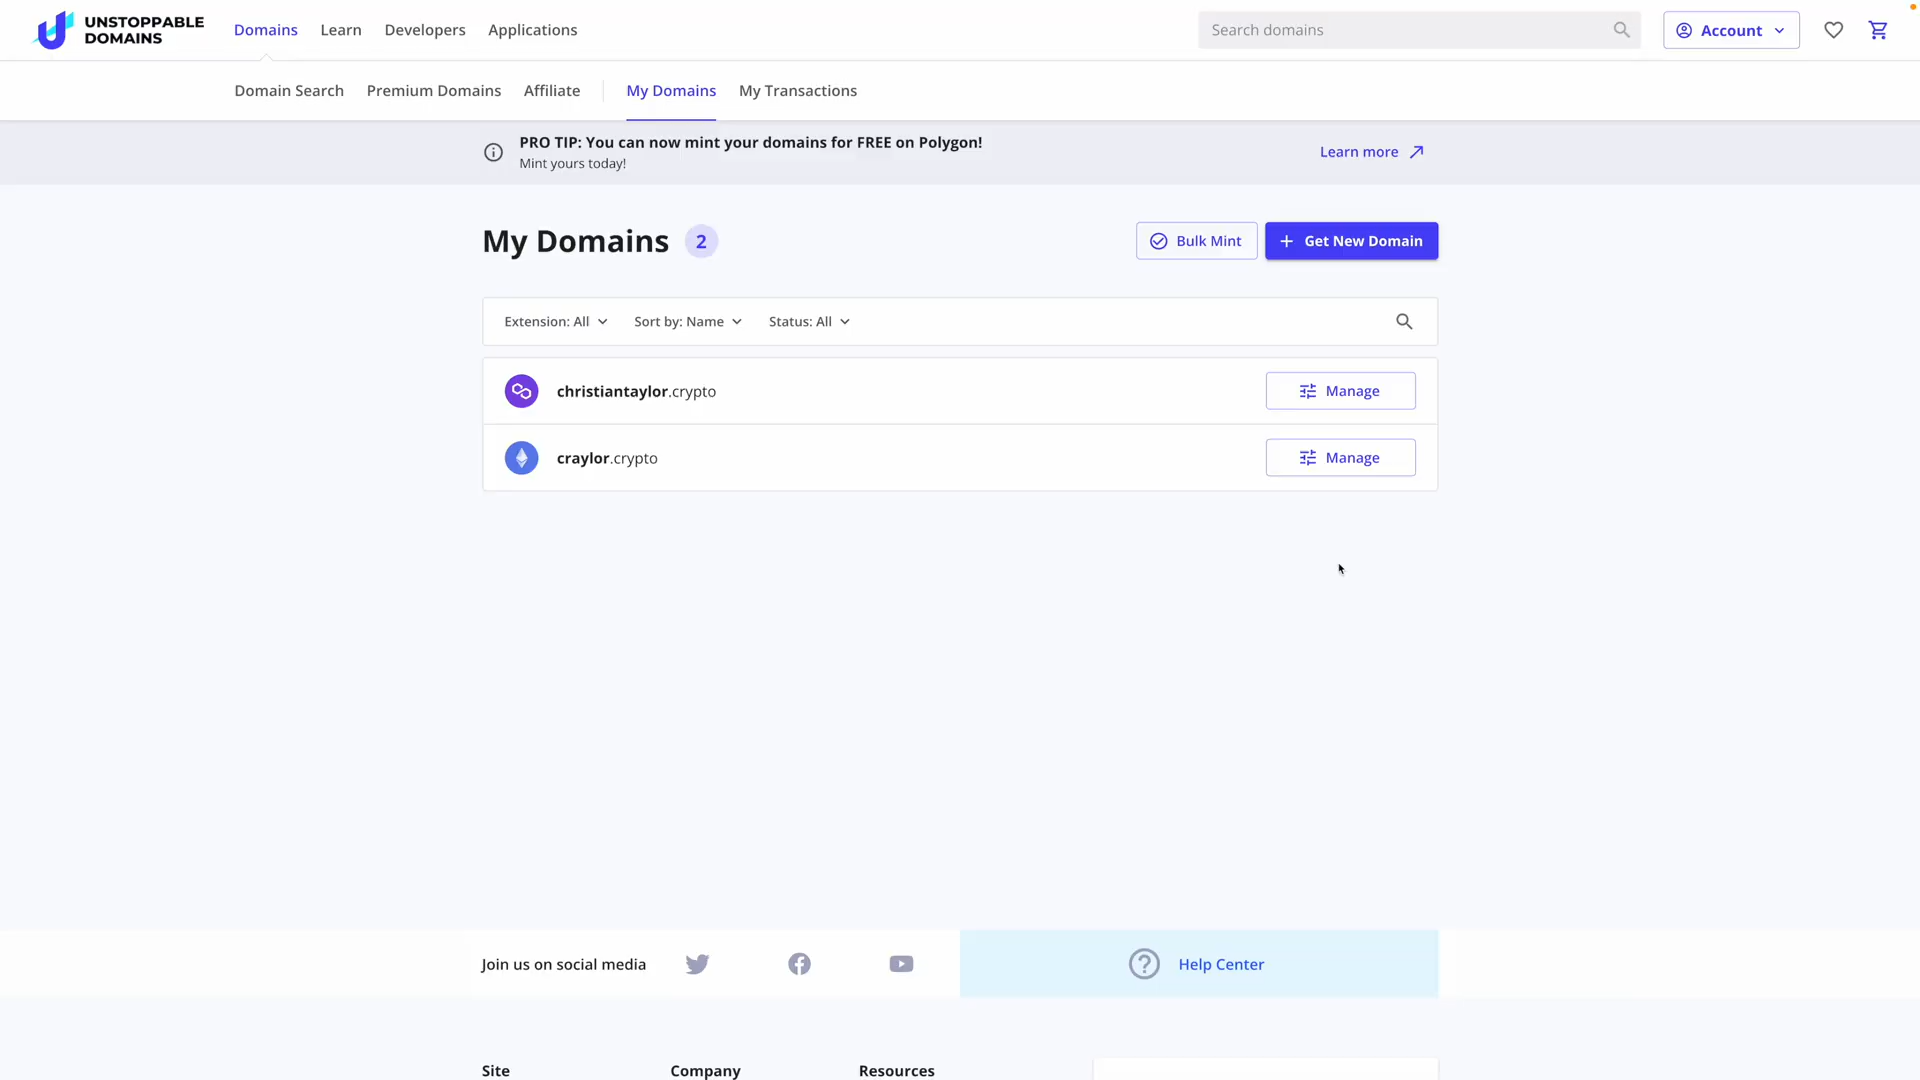 UNSTOPPABLE
DOMAINS
Domains Learn Developers Applications
Search domains
Account
Domain Search Premium Domains Affiliate My Domains My Transactions
PRO TIP: You can now mint your domains for FREE on Polygon!
Mint yours today!
Learn more
My Domains 2
Bulk Mint
+ Get New Domain
Extension: All Sort by: Name Status: All
christiantaylor.crypto Manage
craylor.crypto Manage
Join us on social media
? Help Center
Site Company Resources